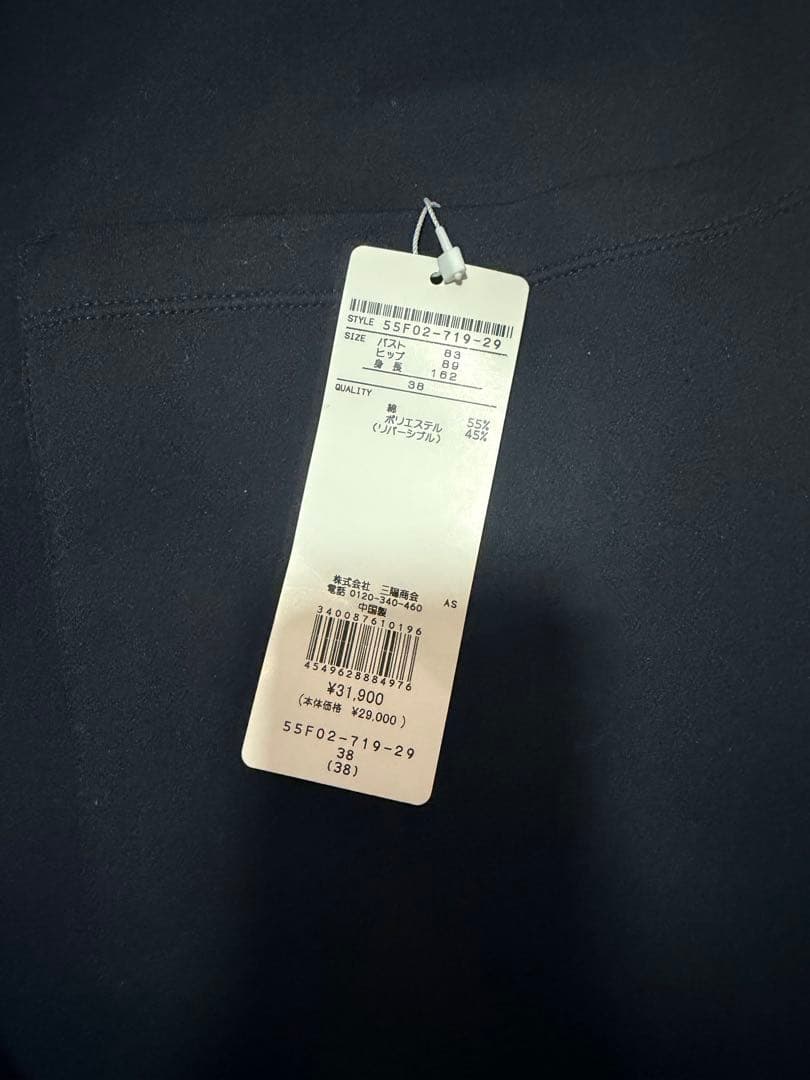 STYLE 55F02-719-29
SIZE バスト 83
ヒップ 89
身長 162
38
QUALITY
綿 55%
ポリエステル 45%
(リバーシブル)
株式会社 三陽商会 AS
電話 0120-340-460
中国製
340087610196
4549628884976
¥31,900
(本体価格 ¥29,000)
55F02-719-29
38
(38)